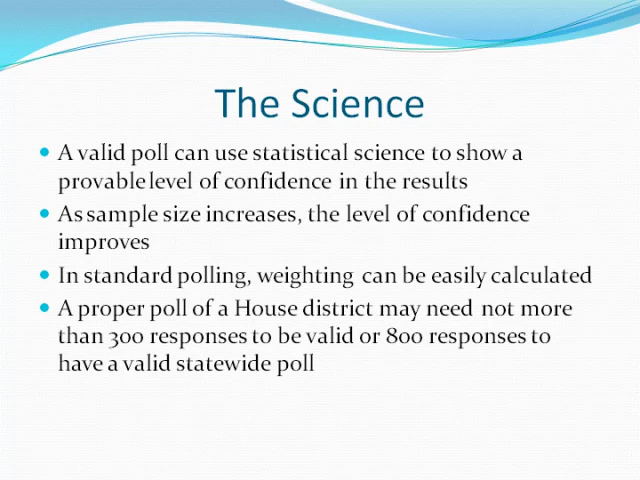 The Science
A valid poll can use statistical science to show a
provable level of confidence in the results
As sample size increases, the level of confidence
improves
In standard polling, weighting can be easily calculated
A proper poll of a House district may need not more
than 300 responses to be valid or 800 responses to
have a valid statewide poll